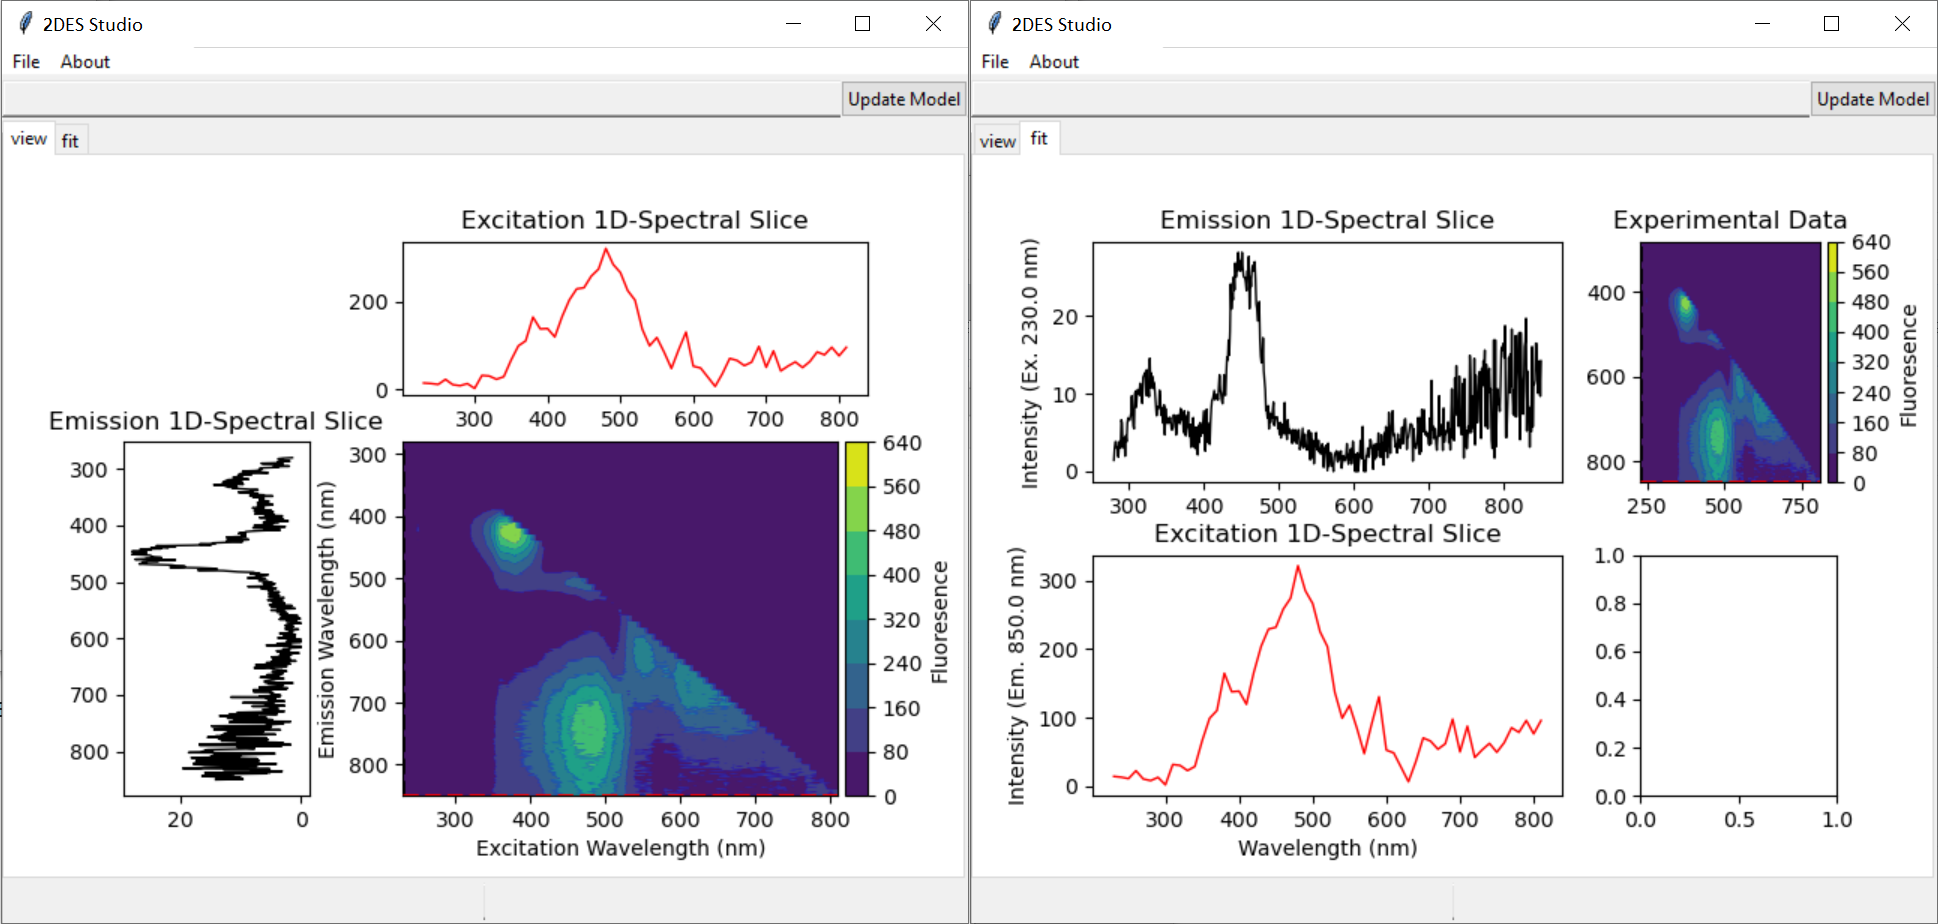 2DES Studio
File About
Update Model
view fit
Excitation 1D-Spectral Slice
200
0
300 400 500 600 700 800
Emission 1D-Spectral Slice
300
400
500
600
700
800
20 0
Emission Wavelength (nm)
300
400
500
600
700
800
300 400 500 600 700 800
Excitation Wavelength (nm)
640
560
480
400
320
240
160
80
0
Fluoresence
2DES Studio
File About
Update Model
view fit
Emission 1D-Spectral Slice
Intensity (Ex. 230.0 nm)
20
10
0
300 400 500 600 700 800
Experimental Data
400
600
800
250 500 750
640
560
480
400
320
240
160
80
0
Fluoresence
Excitation 1D-Spectral Slice
Intensity (Em. 850.0 nm)
300
200
100
0
300 400 500 600 700 800
Wavelength (nm)
1.0
0.8
0.6
0.4
0.2
0.0
0.0 0.5 1.0